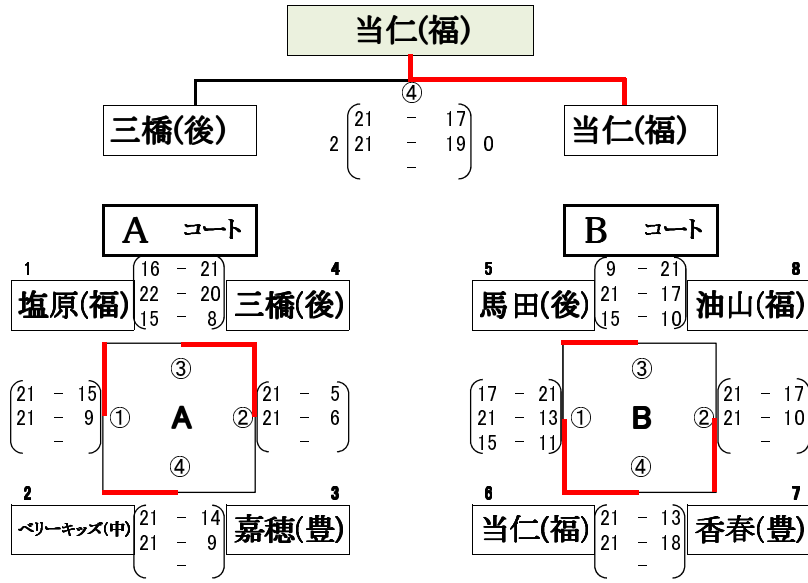 当仁(福)
④
三橋(後)
当仁(福)
21 - 17
2 21 - 19 0
-
A コート
B コート
1
4
5
8
塩原(福)
16 - 21
22 - 20
15 - 8
三橋(後)
馬田(後)
9 - 21
21 - 17
15 - 10
油山(福)
③
③
21 - 15
21 - 9
-
①
A
②
21 - 5
21 - 6
-
17 - 21
21 - 13
15 - 11
①
B
②
21 - 17
21 - 10
-
④
④
2
3
6
7
ベリーキッズ(中)
21 - 14
21 - 9
-
嘉穂(豊)
当仁(福)
21 - 13
21 - 18
-
香春(豊)